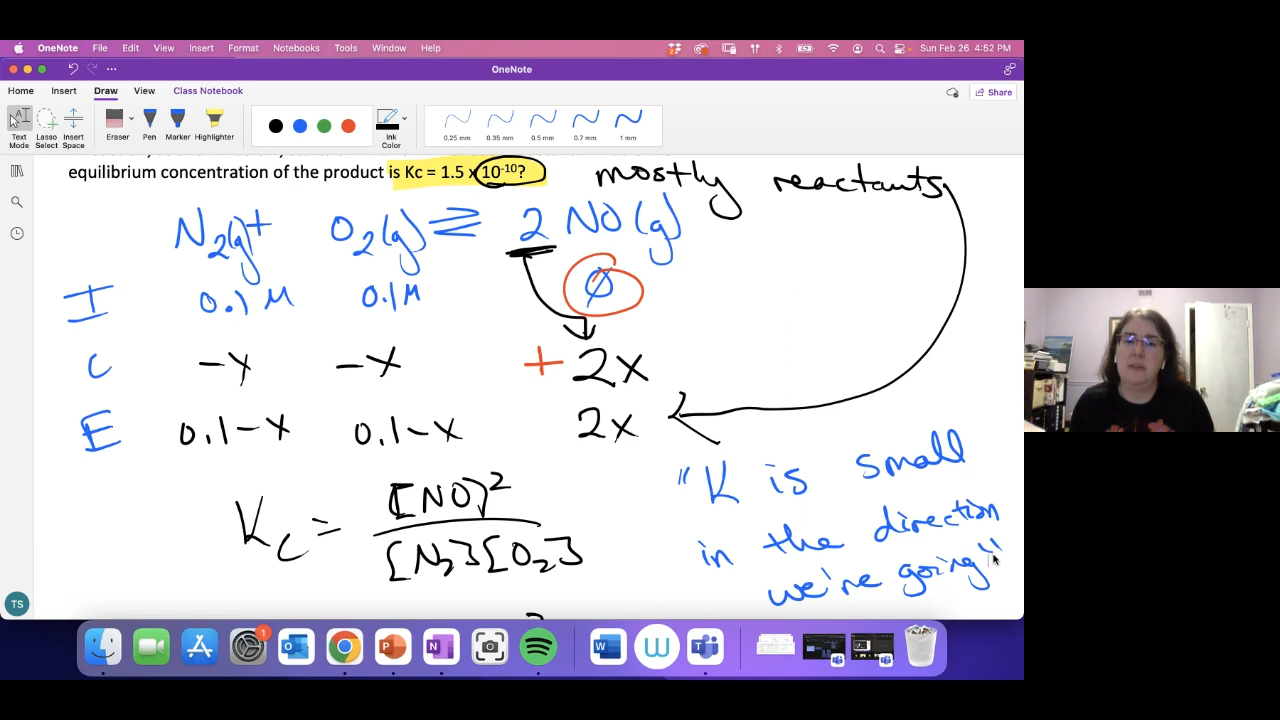 OneNote File Edit View Insert Format Notebooks Tools Window Help Sun Feb 26 4:52 PM
OneNote
Home Insert Draw View Class Notebook Share
Text Mode Lasso Select Insert Space Eraser Pen Marker Highlighter Ink Color 0.25 mm 0.35 mm 0.5 mm 0.7 mm 1 mm
equilibrium concentration of the product is Kc = 1.5 x 10⁻¹⁰?
mostly reactants
N₂(g) + O₂(g) ⇌ 2 NO(g)
I 0.1 M 0.1 M Ø
C -x -x + 2x
E 0.1-x 0.1-x 2x
Kc = [NO]² / [N₂][O₂]
"K is small
in the direction
we're going"
TS
1